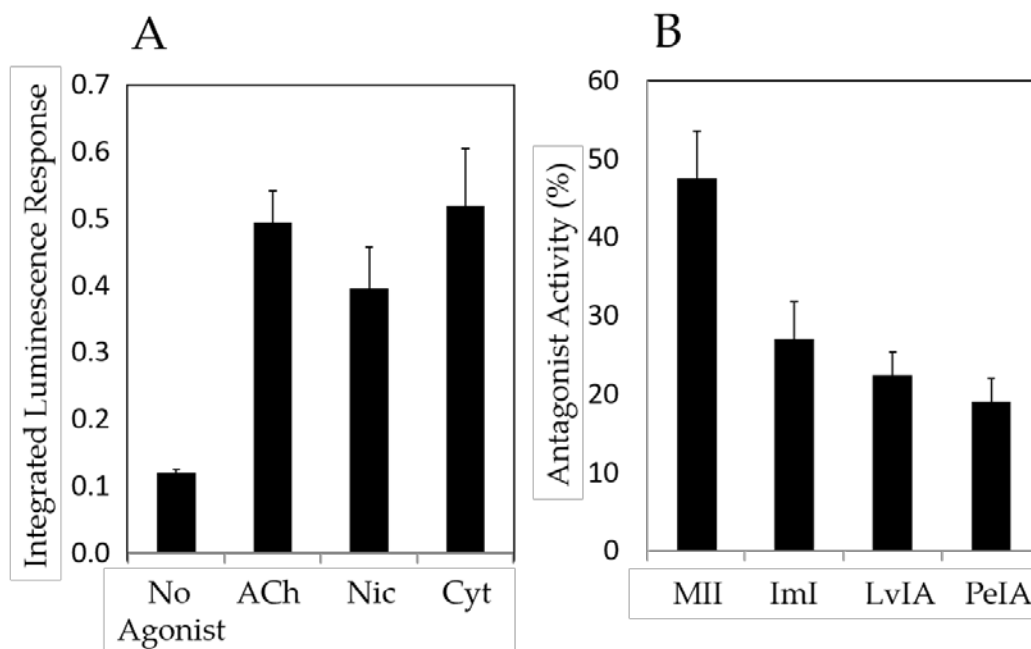 A
Integrated Luminescence Response
0.7
0.6
0.5
0.4
0.3
0.2
0.1
0.0
No Agonist
ACh
Nic
Cyt
B
Antagonist Activity (%)
60
50
40
30
20
10
0
MII
ImI
LvIA
PeIA